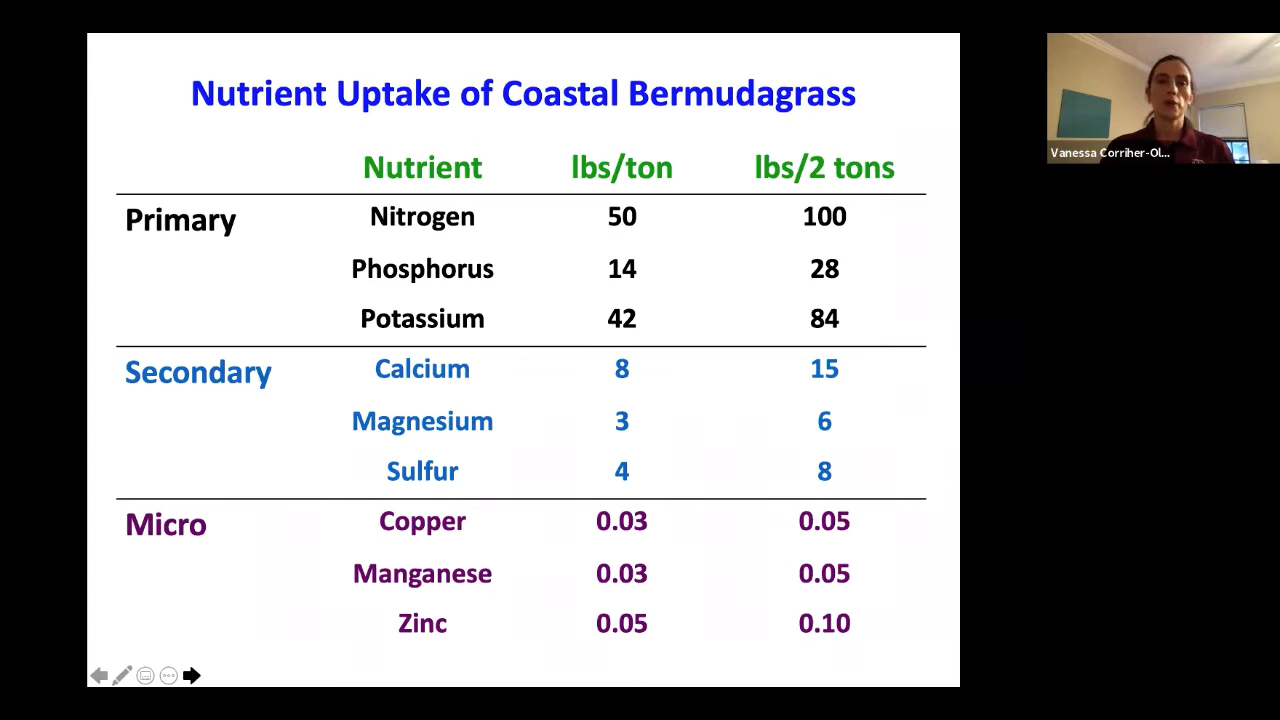 Nutrient Uptake of Coastal Bermudagrass
Nutrient lbs/ton lbs/2 tons
Primary Nitrogen 50 100
Phosphorus 14 28
Potassium 42 84
Secondary Calcium 8 15
Magnesium 3 6
Sulfur 4 8
Micro Copper 0.03 0.05
Manganese 0.03 0.05
Zinc 0.05 0.10
Vanessa Corriher-Ol...